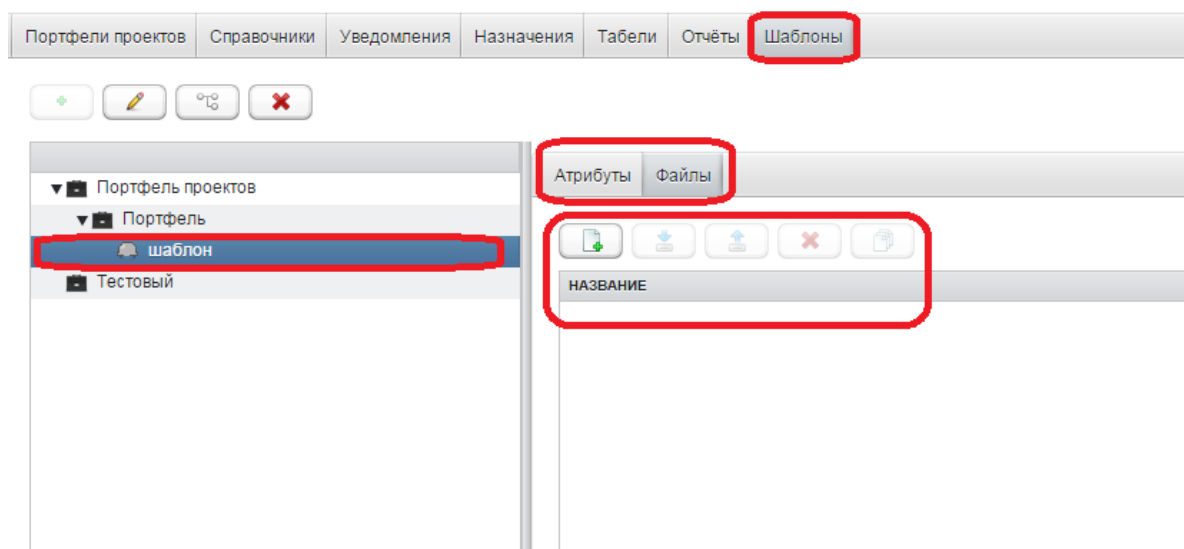 Портфели проектов Справочники Уведомления Назначения Табели Отчёты Шаблоны
Атрибуты Файлы
Портфель проектов
Портфель
шаблон
Тестовый
НАЗВАНИЕ